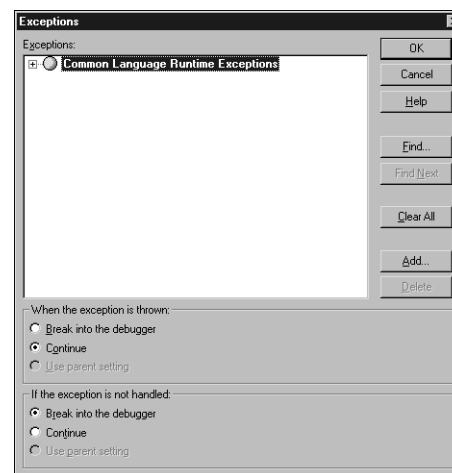 Exceptions
Exceptions:
Common Language Runtime Exceptions
OK
Cancel
Help
Find...
Find Next
Clear All
Add...
Delete
When the exception is thrown:
Break into the debugger
Continue
Use parent setting
If the exception is not handled:
Break into the debugger
Continue
Use parent setting